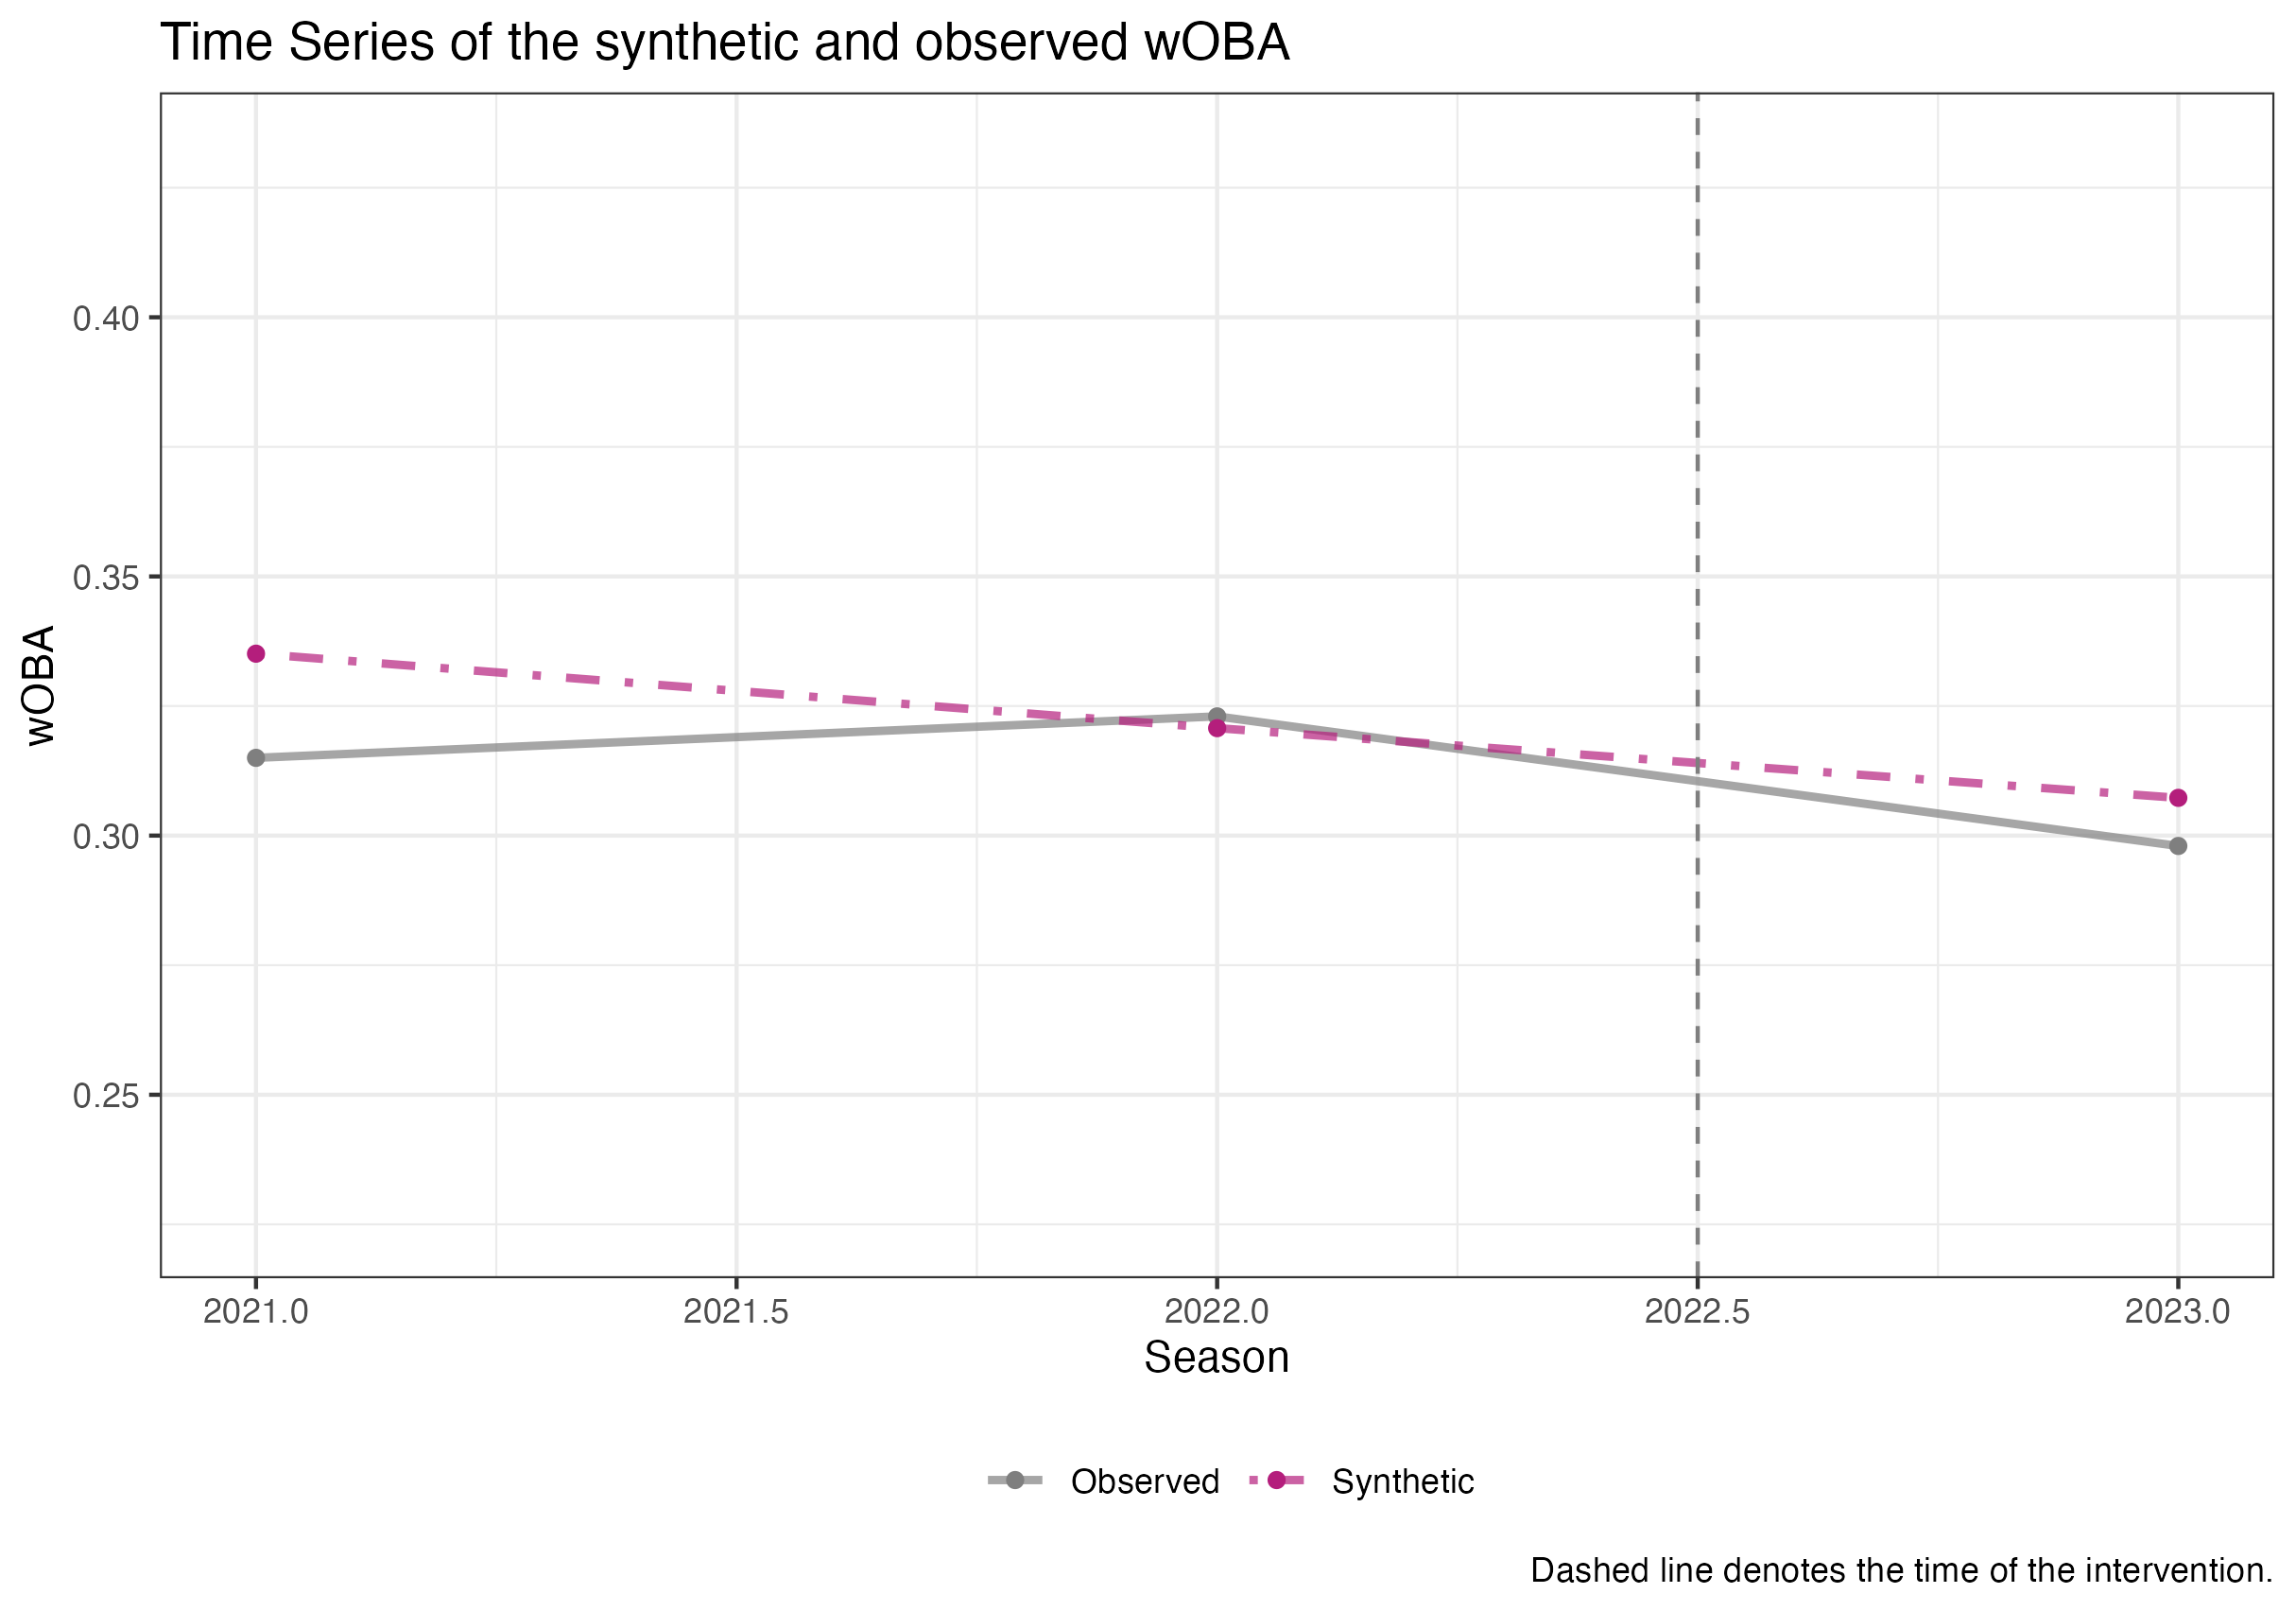 Time Series of the synthetic and observed wOBA
wOBA
0.40
0.35
0.30
0.25
2021.0 2021.5 2022.0 2022.5 2023.0
Season
Observed Synthetic
Dashed line denotes the time of the intervention.